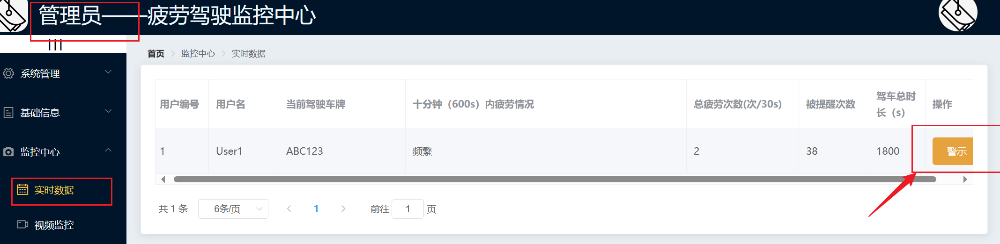 管理员——疲劳驾驶监控中心
首页 > 监控中心 > 实时数据
系统管理
基础信息
监控中心
实时数据
视频监控
用户编号 用户名 当前驾驶车牌 十分钟（600s）内疲劳情况 总疲劳次数(次/30s) 被提醒次数 驾车总时长（s） 操作
1 User1 ABC123 频繁 2 38 1800 警示
共 1 条 6条/页 < 1 > 前往 1 页